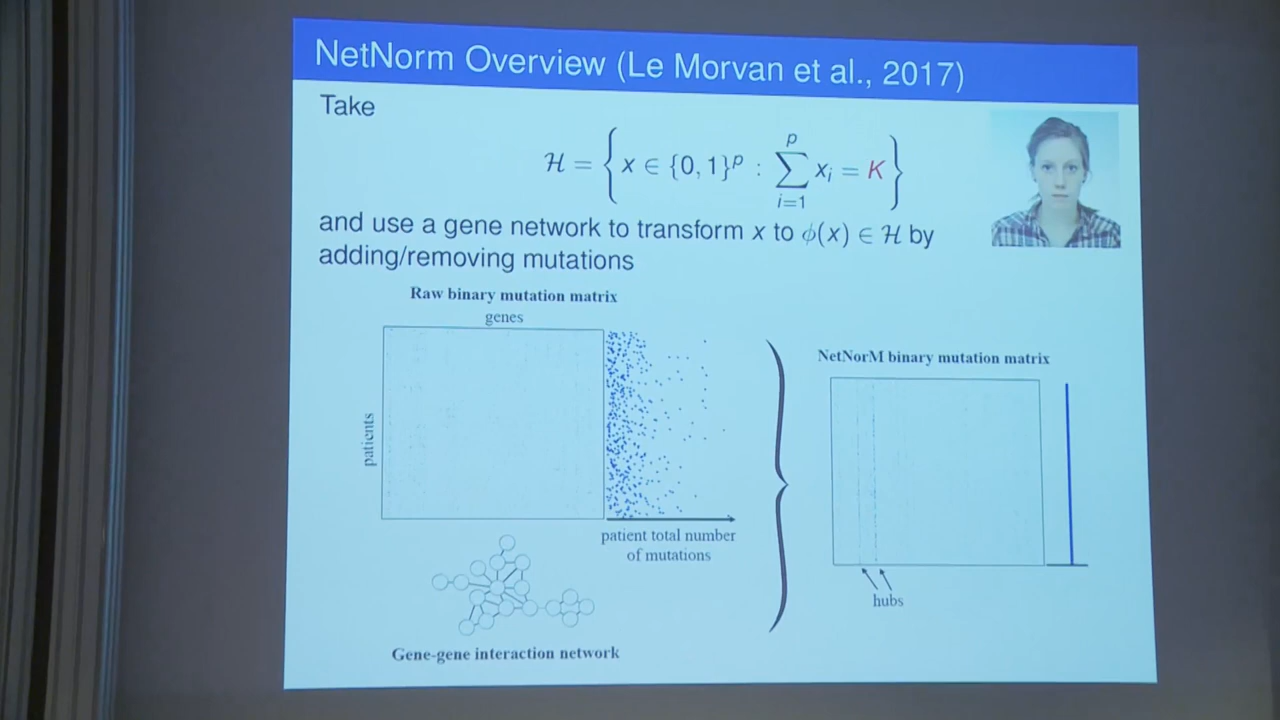 NetNorm Overview (Le Morvan et al., 2017)
Take
ℋ = { x ∈ {0, 1}ᵖ : ∑ᵢ₌₁ᵖ xᵢ = K }
and use a gene network to transform x to ϕ(x) ∈ ℋ by
adding/removing mutations
Raw binary mutation matrix
genes
patients
patient total number
of mutations
Gene-gene interaction network
NetNorM binary mutation matrix
hubs